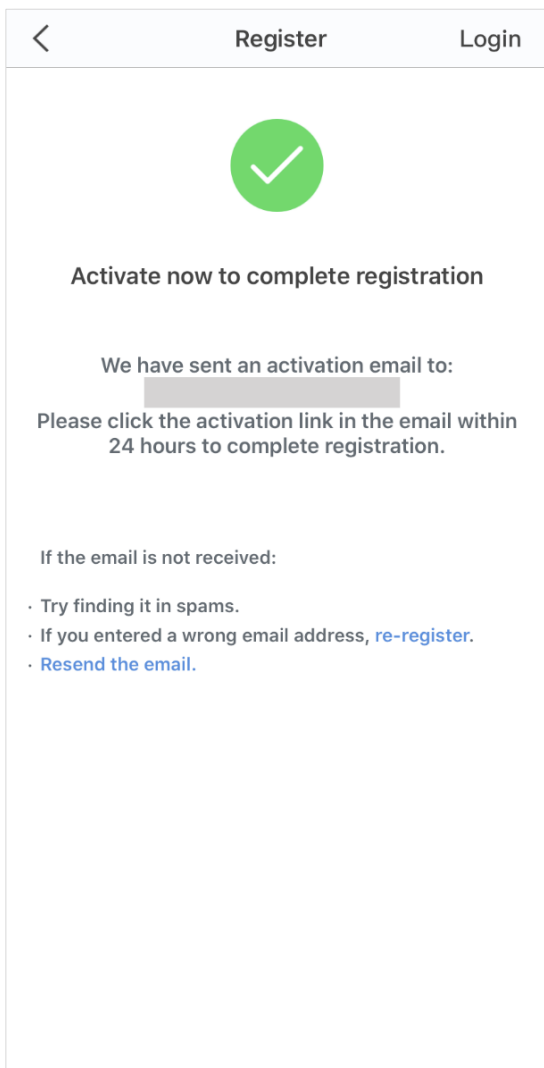 Register
Login
Activate now to complete registration
We have sent an activation email to:
Please click the activation link in the email within
24 hours to complete registration.
If the email is not received:
· Try finding it in spams.
· If you entered a wrong email address, re-register.
· Resend the email.